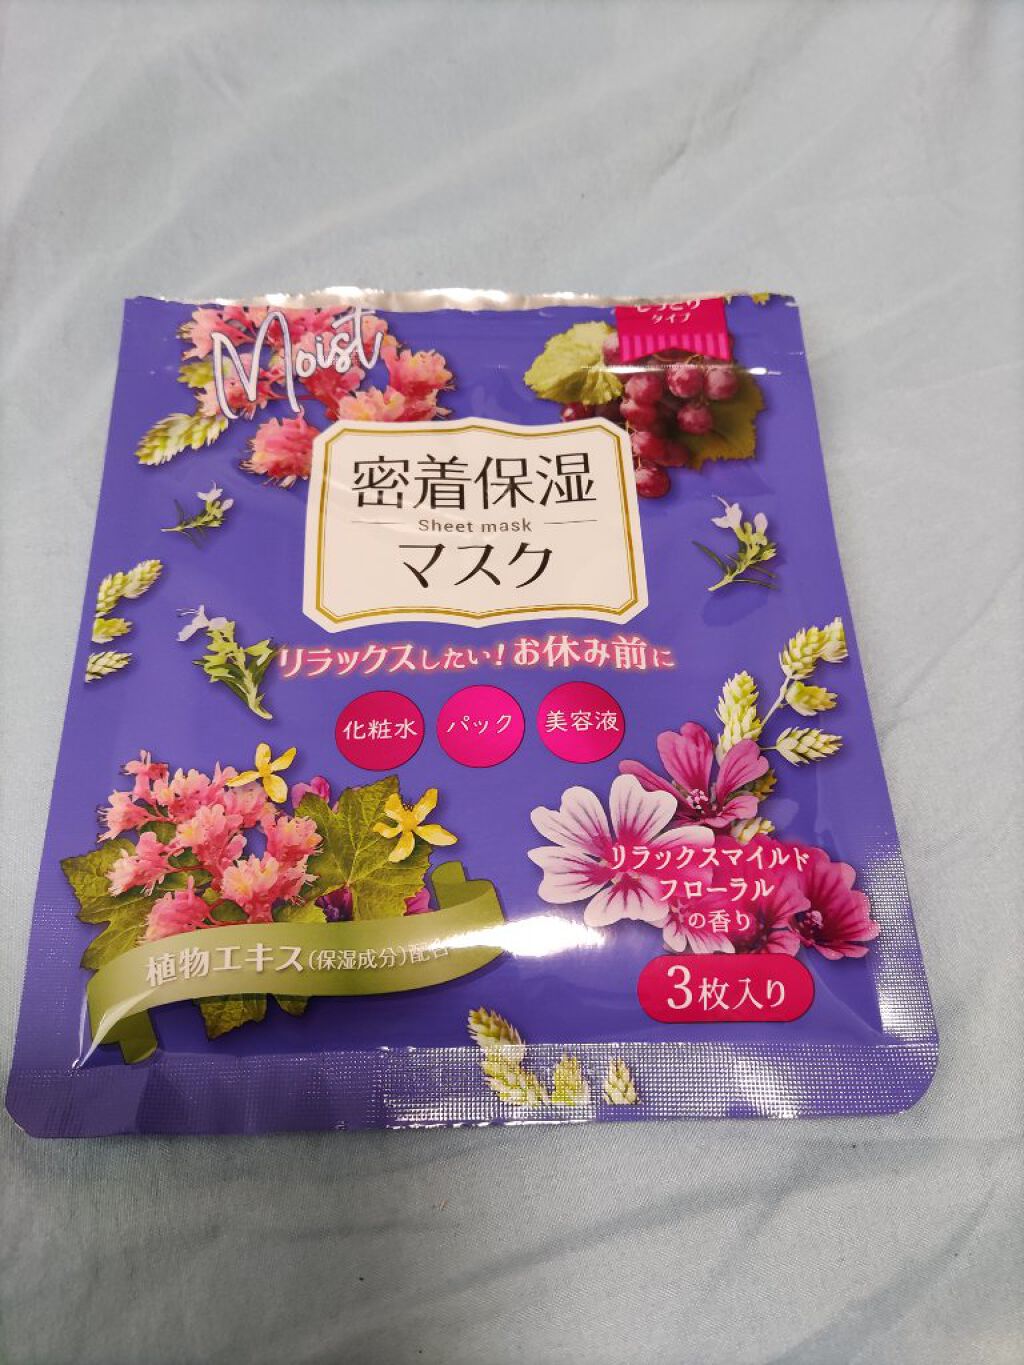 Moist
しっとり
タイプ
密着保湿
Sheet mask
マスク
リラックスしたい!お休み前に
化粧水
パック
美容液
リラックスマイルド
フローラル
の香り
植物エキス(保湿成分)配合
3枚入り